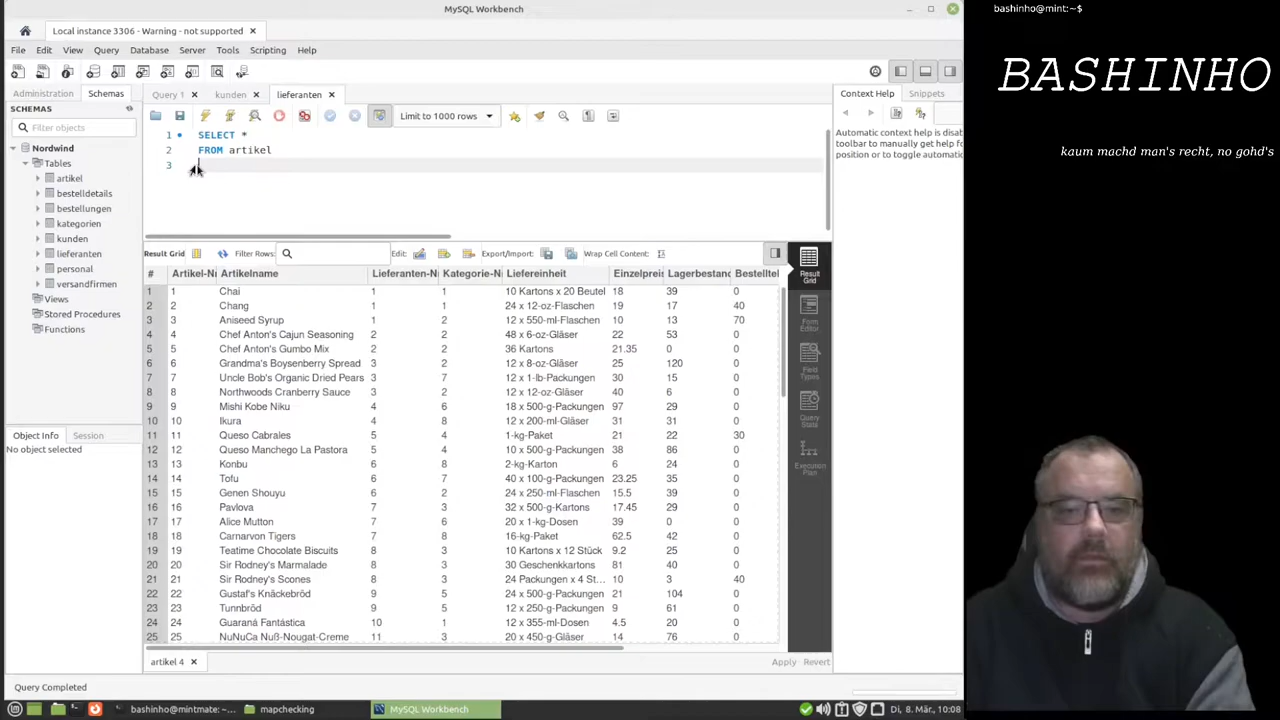 MySQL Workbench
bashinho@mint:~$
Local instance 3306 - Warning - not supported
File Edit View Query Database Server Tools Scripting Help
BASHINHO
kaum machd man's recht, no gohd's
Administration Schemas
Query 1 kunden lieferanten
Context Help Snippets
SCHEMAS
Filter objects
Limit to 1000 rows
Automatic context help is disab
toolbar to manually get help fo
position or to toggle automatic
1 SELECT *
2 FROM artikel
3
Nordwind
Tables
artikel
bestelldetails
bestellungen
kategorien
kunden
lieferanten
personal
versandfirmen
Views
Stored Procedures
Functions
Result Grid Filter Rows: Edit: Export/Import: Wrap Cell Content:
# Artikel-Nr Artikelname Lieferanten-Nr Kategorie-Nr Liefereinheit Einzelpreis Lagerbestand Bestellte
1 1 Chai 1 1 10 Kartons x 20 Beutel 18 39 0
2 2 Chang 1 1 24 x 12-oz-Flaschen 19 17 40
3 3 Aniseed Syrup 1 2 12 x 550-ml-Flaschen 10 13 70
4 4 Chef Anton's Cajun Seasoning 2 2 48 x 6-oz-Gläser 22 53 0
5 5 Chef Anton's Gumbo Mix 2 2 36 Kartons 21.35 0 0
6 6 Grandma's Boysenberry Spread 3 2 12 x 8-oz-Gläser 25 120 0
7 7 Uncle Bob's Organic Dried Pears 3 7 12 x 1-lb-Packungen 30 15 0
8 8 Northwoods Cranberry Sauce 3 2 12 x 12-oz-Gläser 40 6 0
9 9 Mishi Kobe Niku 4 6 18 x 500-g-Packungen 97 29 0
10 10 Ikura 4 8 12 x 200-ml-Gläser 31 31 0
11 11 Queso Cabrales 5 4 1-kg-Paket 21 22 30
12 12 Queso Manchego La Pastora 5 4 10 x 500-g-Packungen 38 86 0
13 13 Konbu 6 8 2-kg-Karton 6 24 0
14 14 Tofu 6 7 40 x 100-g-Packungen 23.25 35 0
15 15 Genen Shouyu 6 2 24 x 250-ml-Flaschen 15.5 39 0
16 16 Pavlova 7 3 32 x 500-g-Kartons 17.45 29 0
17 17 Alice Mutton 7 6 20 x 1-kg-Dosen 39 0 0
18 18 Carnarvon Tigers 7 8 16-kg-Paket 62.5 42 0
19 19 Teatime Chocolate Biscuits 8 3 10 Kartons x 12 Stück 9.2 25 0
20 20 Sir Rodney's Marmalade 8 3 30 Geschenkkartons 81 40 0
21 21 Sir Rodney's Scones 8 3 24 Packungen x 4 St... 10 3 40
22 22 Gustaf's Knäckebröd 9 5 24 x 500-g-Packungen 21 104 0
23 23 Tunnbröd 9 5 12 x 250-g-Packungen 9 61 0
24 24 Guaraná Fantástica 10 1 12 x 355-ml-Dosen 4.5 20 0
25 25 NuNuCa Nuß-Nougat-Creme 11 3 20 x 450-g-Gläser 14 76 0
Result
Grid
Form
Editor
Field
Types
Query
Stats
Execution
Plan
Object Info Session
No object selected
artikel 4
Apply Revert
Query Completed
bashinho@mintmate: ~... mapchecking MySQL Workbench Di, 8. Mär., 10:08